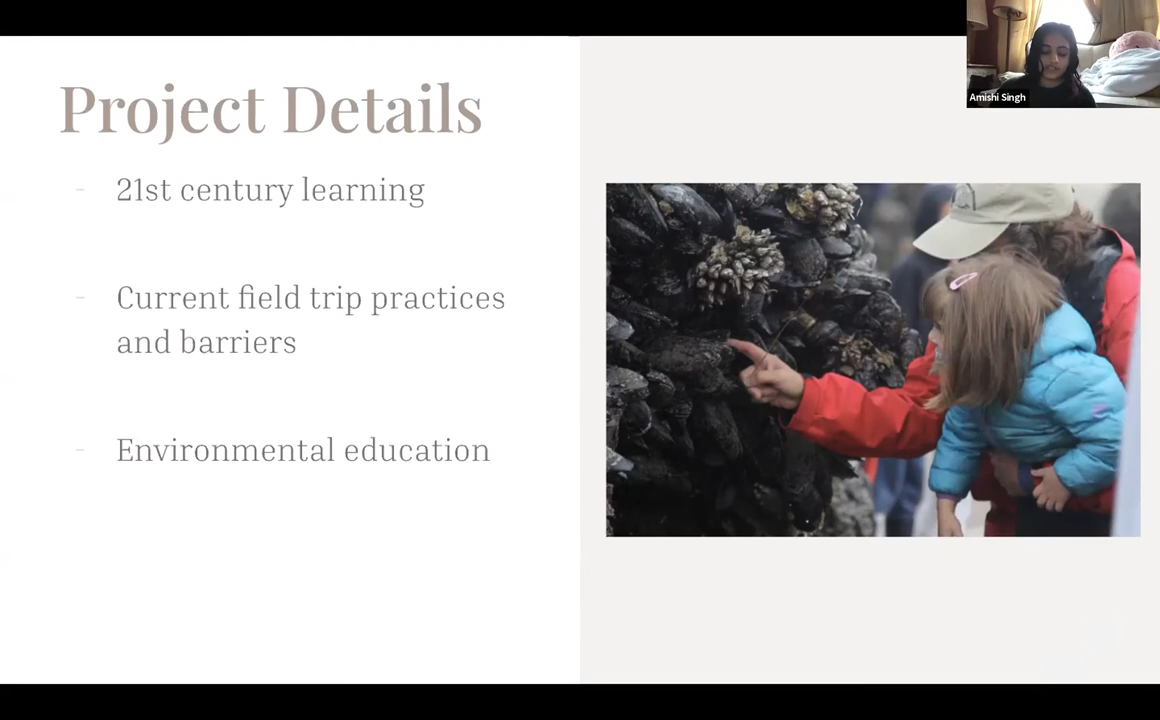 Project Details
- 21st century learning
- Current field trip practices
and barriers
- Environmental education
Amishi Singh